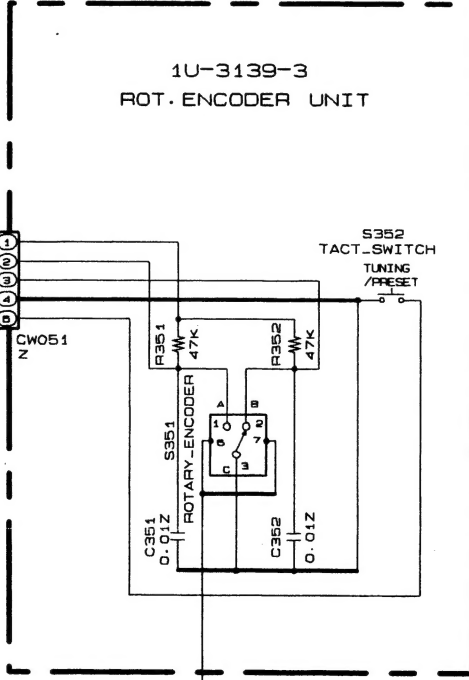 1U-3139-3
ROT. ENCODER UNIT
S352
TACT_SWITCH
TUNING
/PRESET
1
2
3
4
5
CW051
Z
R351
47K
R352
47K
S351
ROTARY_ENCODER
A
B
1
2
6
7
C
3
C351
0.01Z
C352
0.01Z